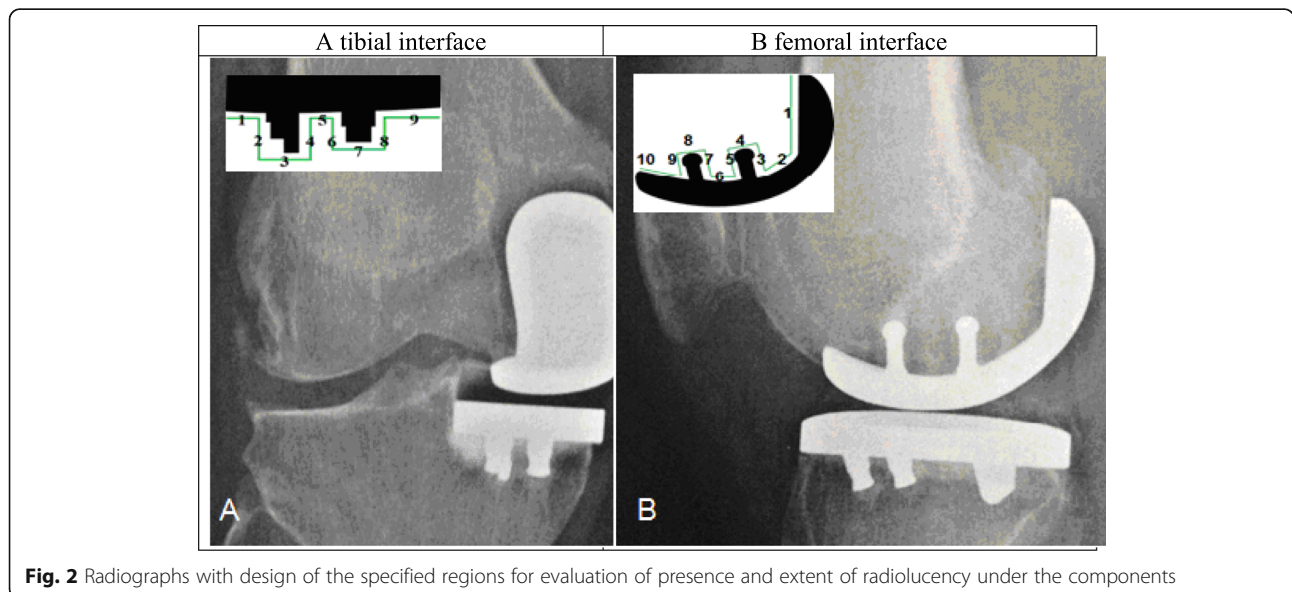 A tibial interface
B femoral interface
1 2 3 4 5 6 7 8 9
1
8 4
10 9 7 5 3 2
6
A
B
Fig. 2 Radiographs with design of the specified regions for evaluation of presence and extent of radiolucency under the components